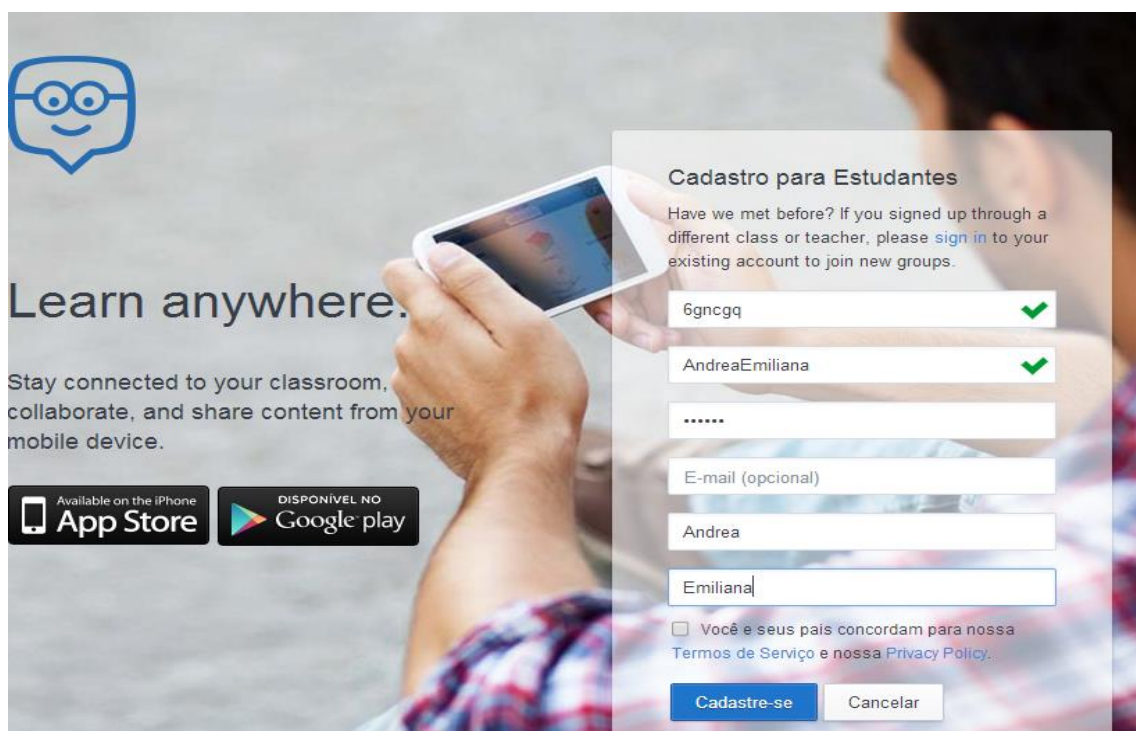 Learn anywhere.
Stay connected to your classroom,
collaborate, and share content from your
mobile device.
Available on the iPhone
App Store
DISPONÍVEL NO
Google play
Cadastro para Estudantes
Have we met before? If you signed up through a
different class or teacher, please sign in to your
existing account to join new groups.
6gncgq
AndreaEmiliana
••••••
E-mail (opcional)
Andrea
Emiliana
Você e seus pais concordam para nossa
Termos de Serviço e nossa Privacy Policy.
Cadastre-se
Cancelar